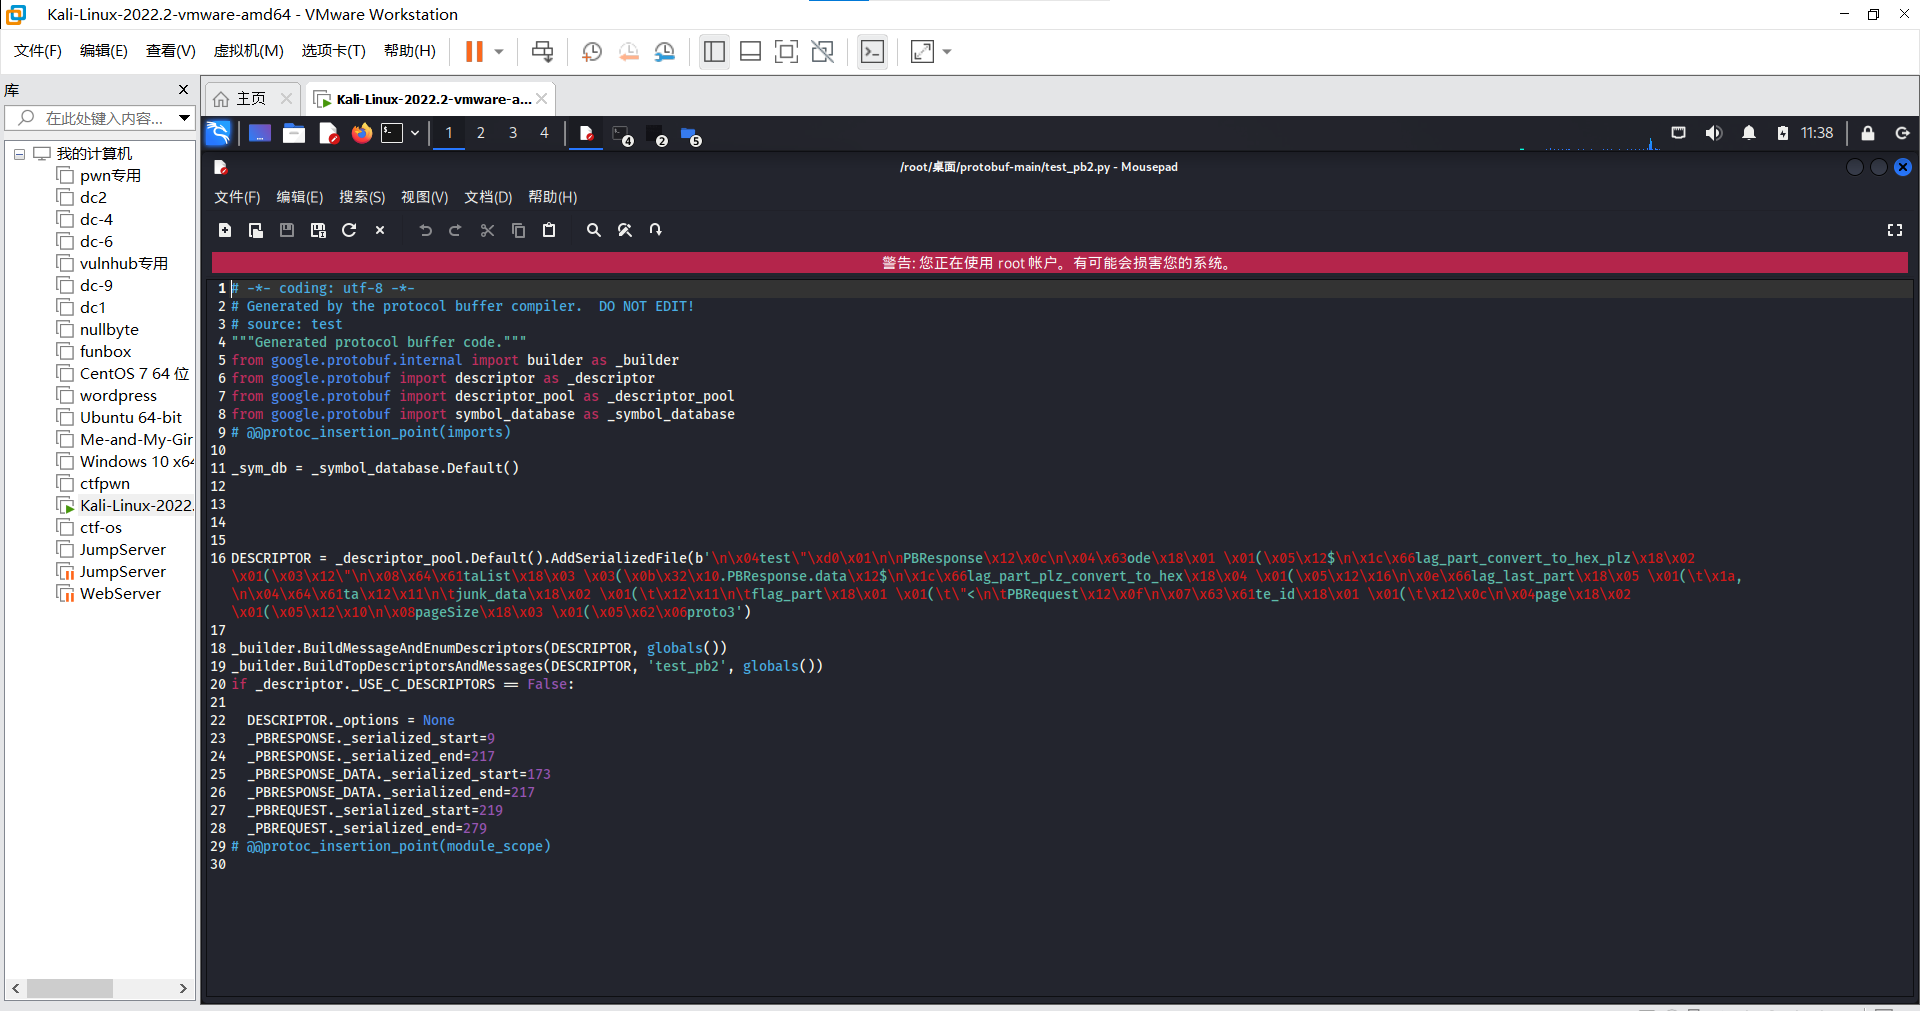 Kali-Linux-2022.2-vmware-amd64 - VMware Workstation
文件(F) 编辑(E) 查看(V) 虚拟机(M) 选项卡(T) 帮助(H)
库
在此处键入内容...
我的计算机
pwn专用
dc2
dc-4
dc-6
vulnhub专用
dc-9
dc1
nullbyte
funbox
CentOS 7 64 位
wordpress
Ubuntu 64-bit
Me-and-My-Gir
Windows 10 x64
ctfpwn
Kali-Linux-2022.
ctf-os
JumpServer
JumpServer
WebServer
主页
Kali-Linux-2022.2-vmware-a...
1 2 3 4 4 2 5 11:38
/root/桌面/protobuf-main/test_pb2.py - Mousepad
文件(F) 编辑(E) 搜索(S) 视图(V) 文档(D) 帮助(H)
警告: 您正在使用 root 帐户。有可能会损害您的系统。
1 # -*- coding: utf-8 -*-
2 # Generated by the protocol buffer compiler.  DO NOT EDIT!
3 # source: test
4 """Generated protocol buffer code."""
5 from google.protobuf.internal import builder as _builder
6 from google.protobuf import descriptor as _descriptor
7 from google.protobuf import descriptor_pool as _descriptor_pool
8 from google.protobuf import symbol_database as _symbol_database
9 # @@protoc_insertion_point(imports)
10
11 _sym_db = _symbol_database.Default()
12
13
14
15
16 DESCRIPTOR = _descriptor_pool.Default().AddSerializedFile(b'\n\x04test\"\xd0\x01\n\nPBResponse\x12\x0c\n\x04\x63ode\x18\x01 \x01(\x05\x12$\n\x1c\x66lag_part_convert_to_hex_plz\x18\x02
\x01(\x03\x12\"\n\x08\x64\x61taList\x18\x03 \x03(\x0b\x32\x10.PBResponse.data\x12$\n\x1c\x66lag_part_plz_convert_to_hex\x18\x04 \x01(\x05\x12\x16\n\x0e\x66lag_last_part\x18\x05 \x01(\t\x1a,
\n\x04\x64\x61ta\x12\x11\n\tjunk_data\x18\x02 \x01(\t\x12\x11\n\tflag_part\x18\x01 \x01(\t\"<\n\tPBRequest\x12\x0f\n\x07\x63\x61te_id\x18\x01 \x01(\t\x12\x0c\n\x04page\x18\x02
\x01(\x05\x12\x10\n\x08pageSize\x18\x03 \x01(\x05\x62\x06proto3')
17
18 _builder.BuildMessageAndEnumDescriptors(DESCRIPTOR, globals())
19 _builder.BuildTopDescriptorsAndMessages(DESCRIPTOR, 'test_pb2', globals())
20 if _descriptor._USE_C_DESCRIPTORS == False:
21
22   DESCRIPTOR._options = None
23   _PBRESPONSE._serialized_start=9
24   _PBRESPONSE._serialized_end=217
25   _PBRESPONSE_DATA._serialized_start=173
26   _PBRESPONSE_DATA._serialized_end=217
27   _PBREQUEST._serialized_start=219
28   _PBREQUEST._serialized_end=279
29 # @@protoc_insertion_point(module_scope)
30